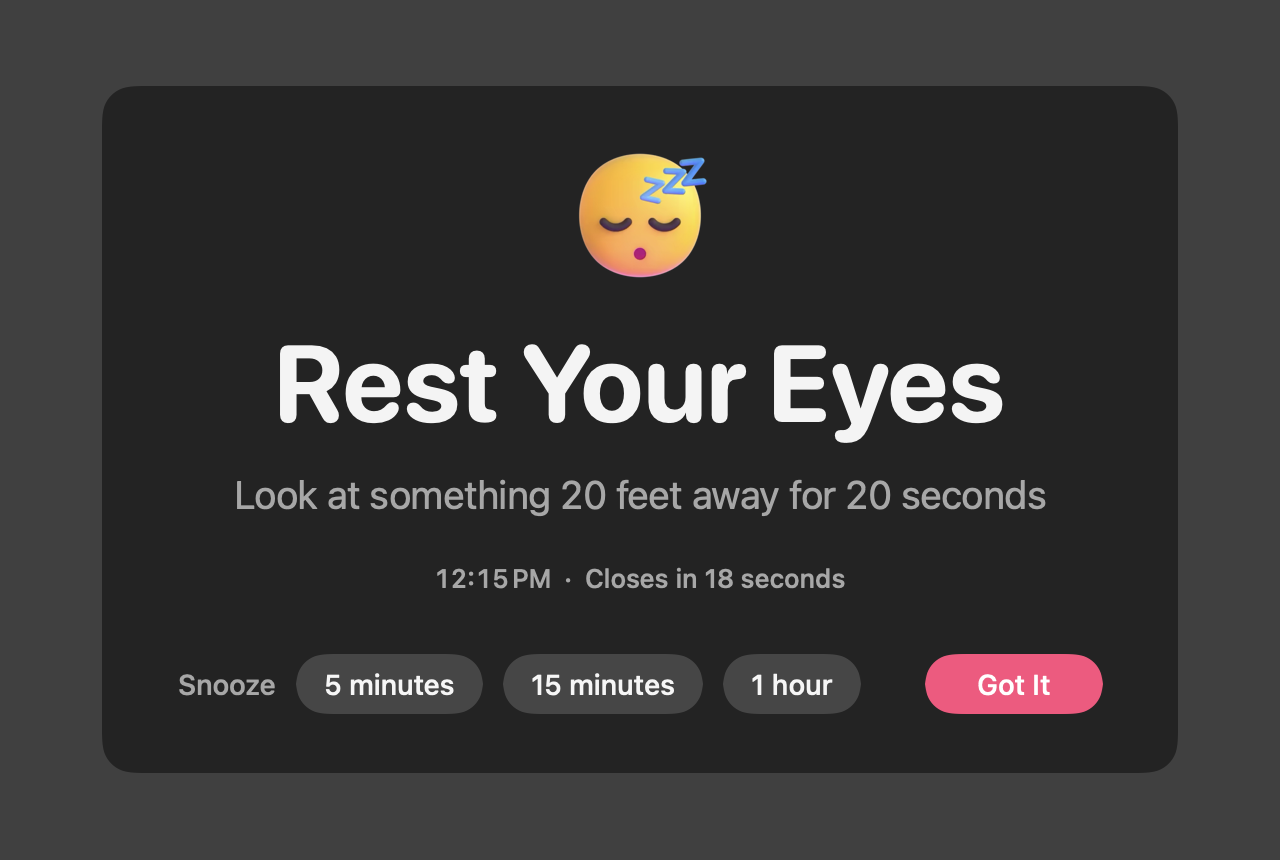 Rest Your Eyes
Look at something 20 feet away for 20 seconds
12:15 PM · Closes in 18 seconds
Snooze 5 minutes 15 minutes 1 hour Got It